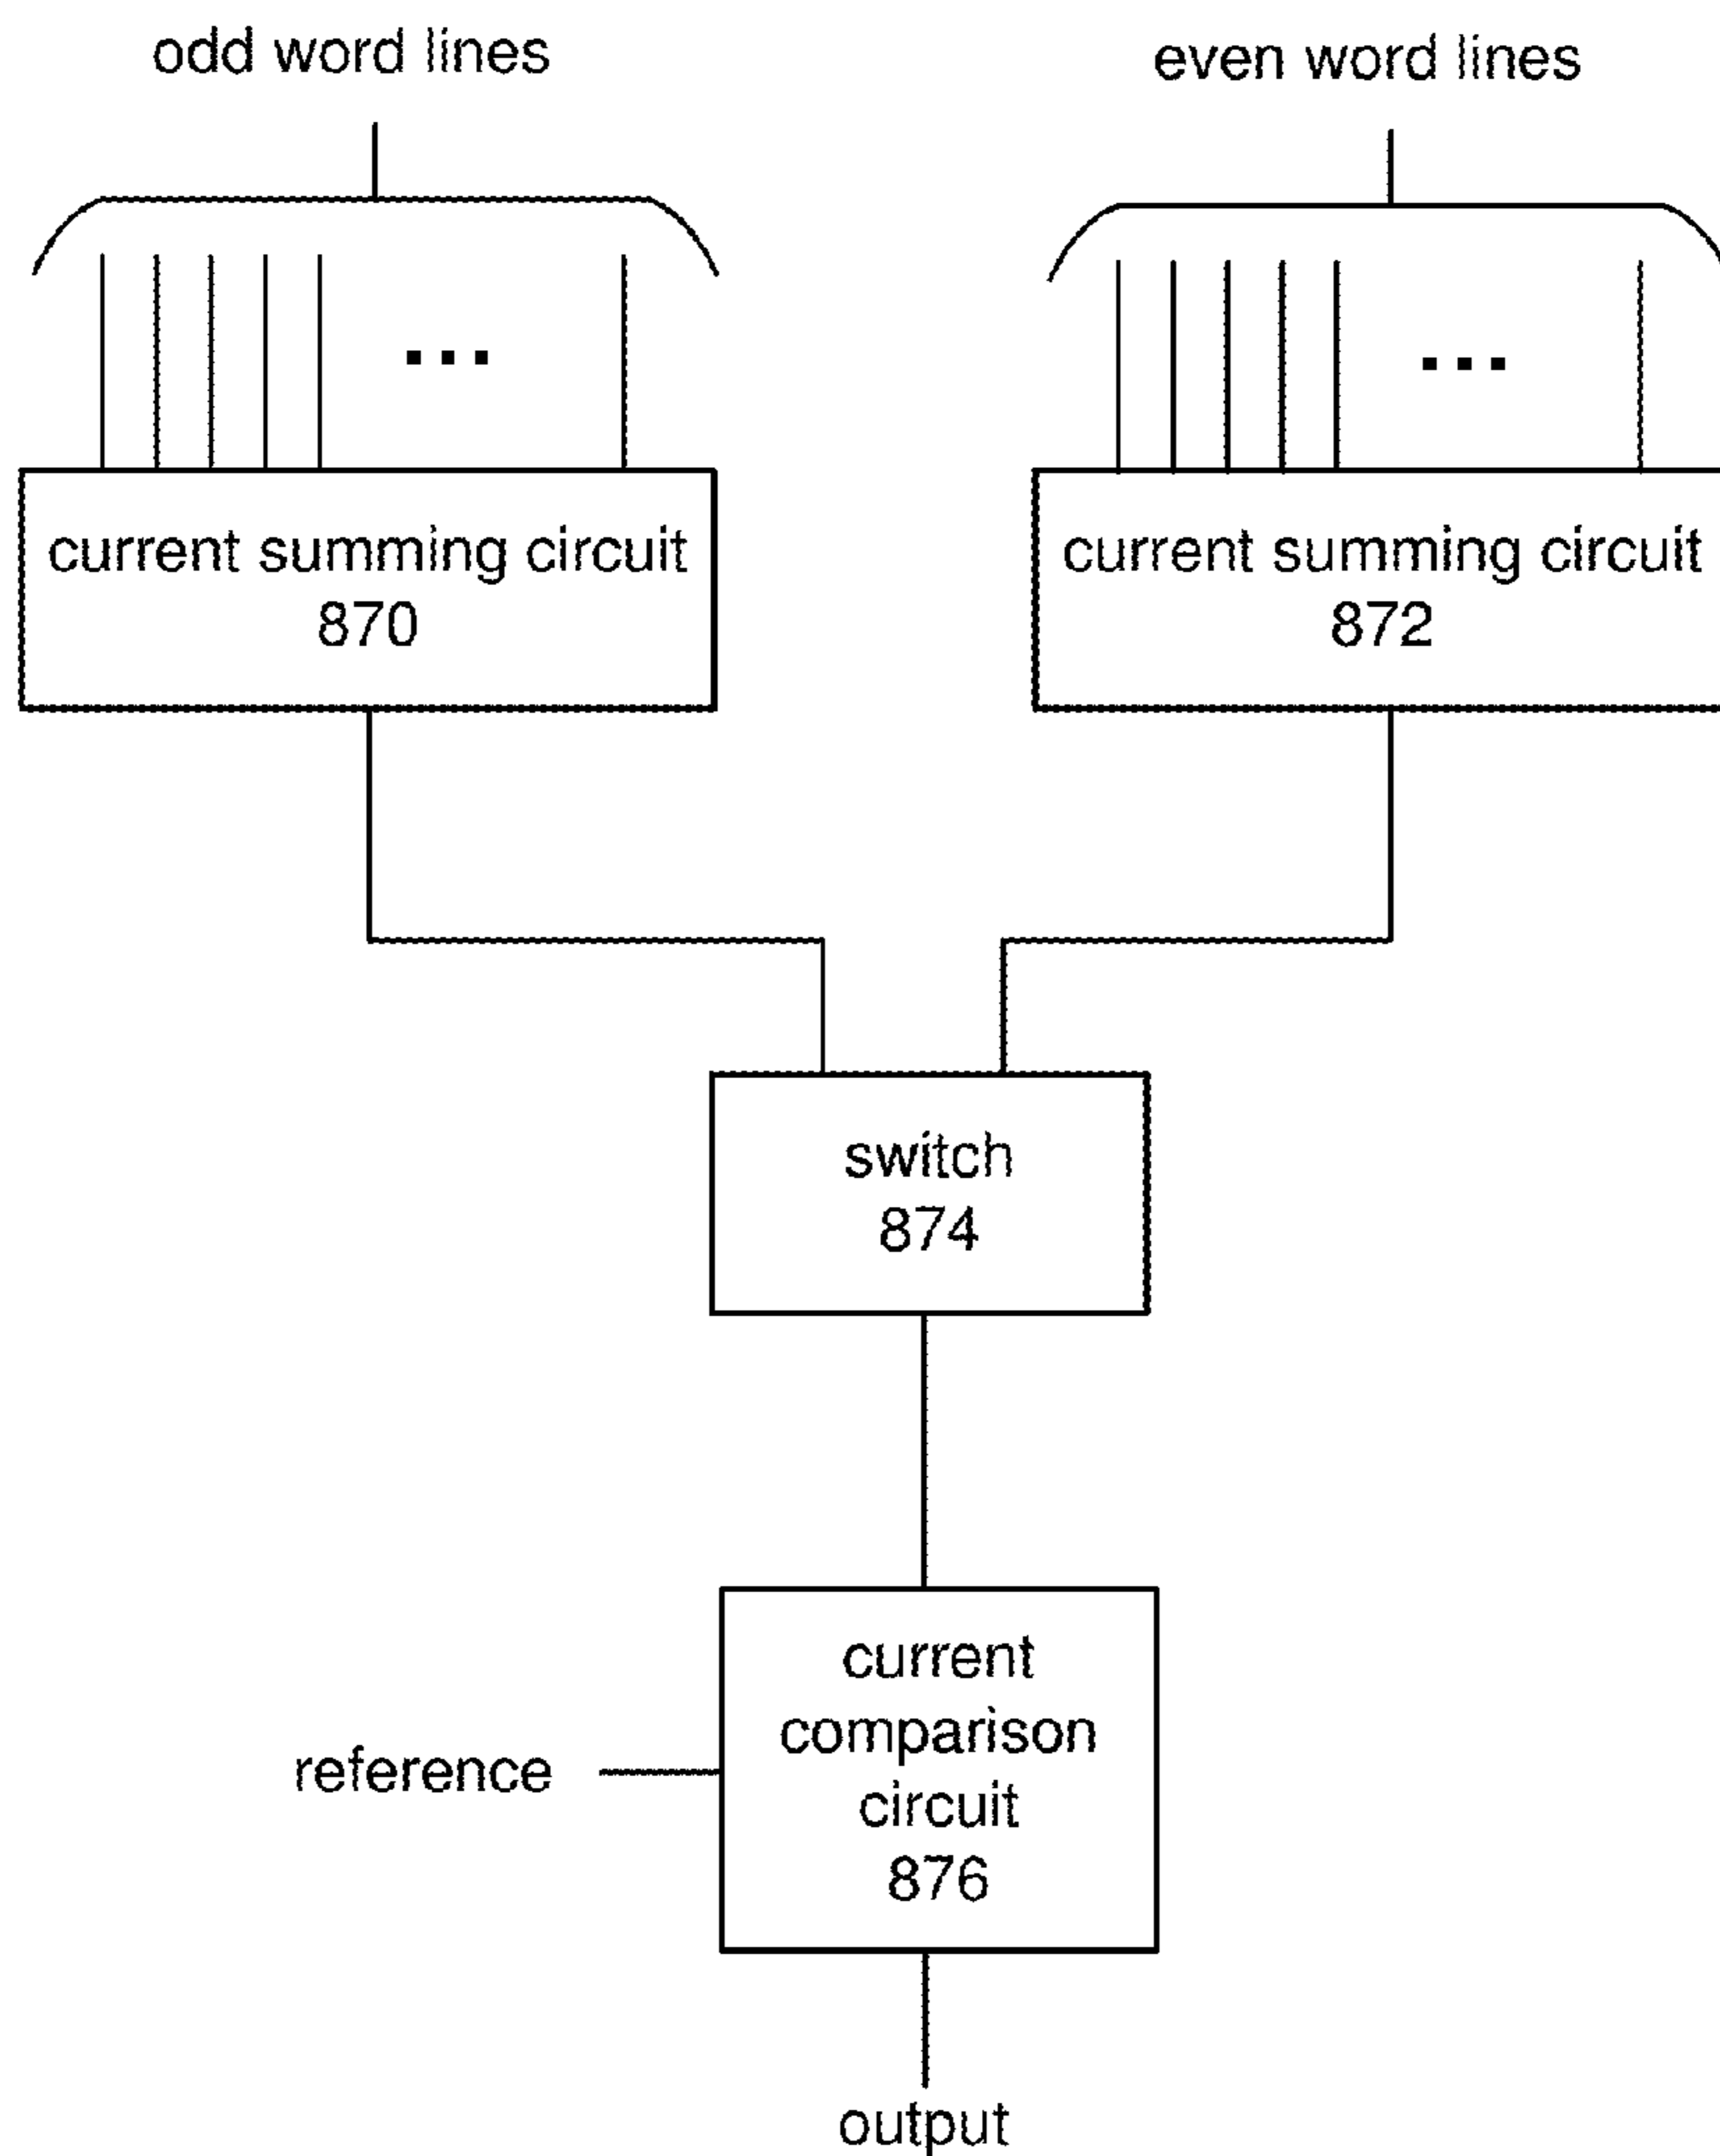 odd word lines
even word lines
...
...
current summing circuit
870
current summing circuit
872
switch
874
current
comparison
circuit
876
reference
output